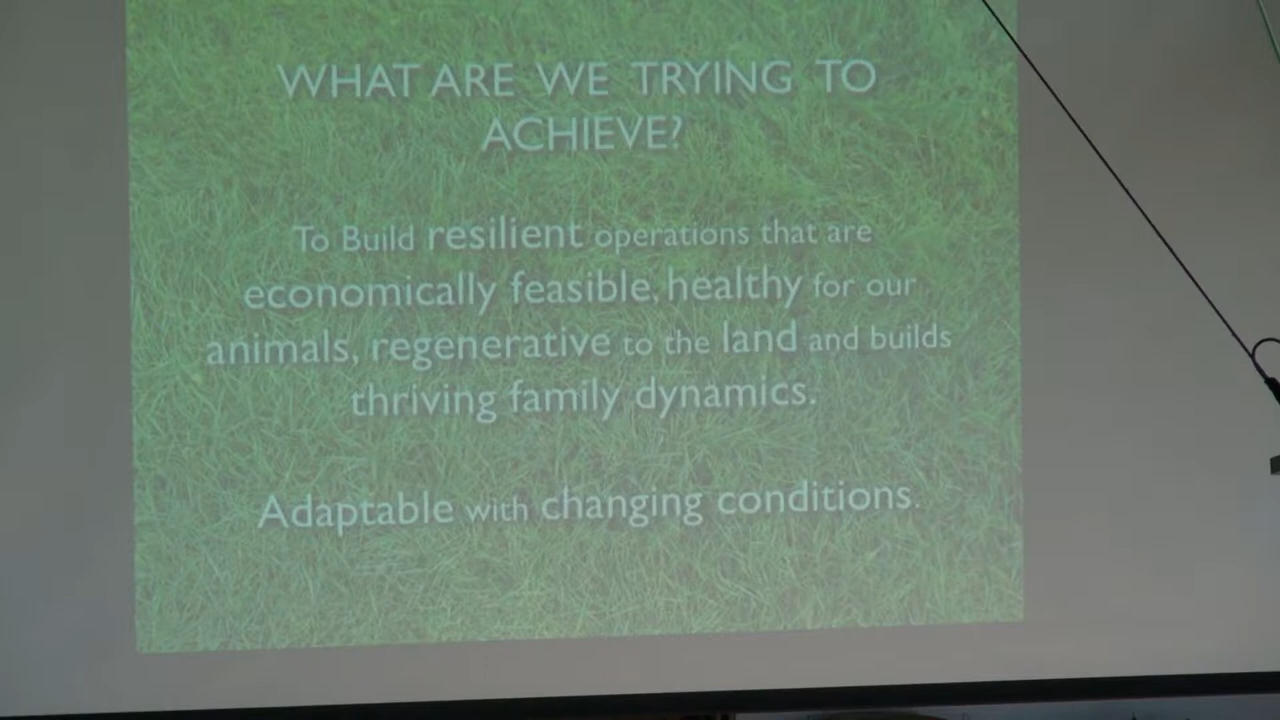 WHAT ARE WE TRYING TO
ACHIEVE?
To Build resilient operations that are
economically feasible, healthy for our
animals, regenerative to the land and builds
thriving family dynamics.
Adaptable with changing conditions.